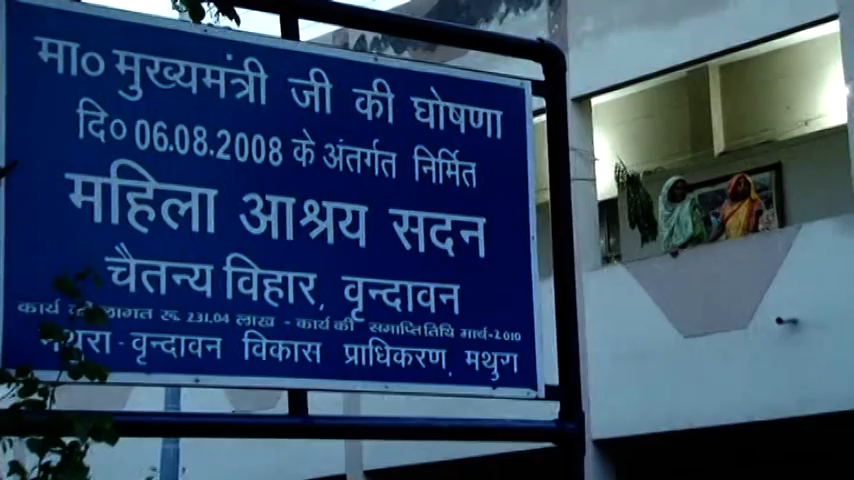 मा० मुख्यमंत्री जी की घोषणा
दि० 06.08.2008 के अंतर्गत निर्मित
महिला आश्रय सदन
चैतन्य विहार, वृन्दावन
कार्य की लागत रू. 231.04 लाख - कार्य की समाप्ति तिथि मार्च-2010
मथुरा - वृन्दावन विकास प्राधिकरण, मथुरा